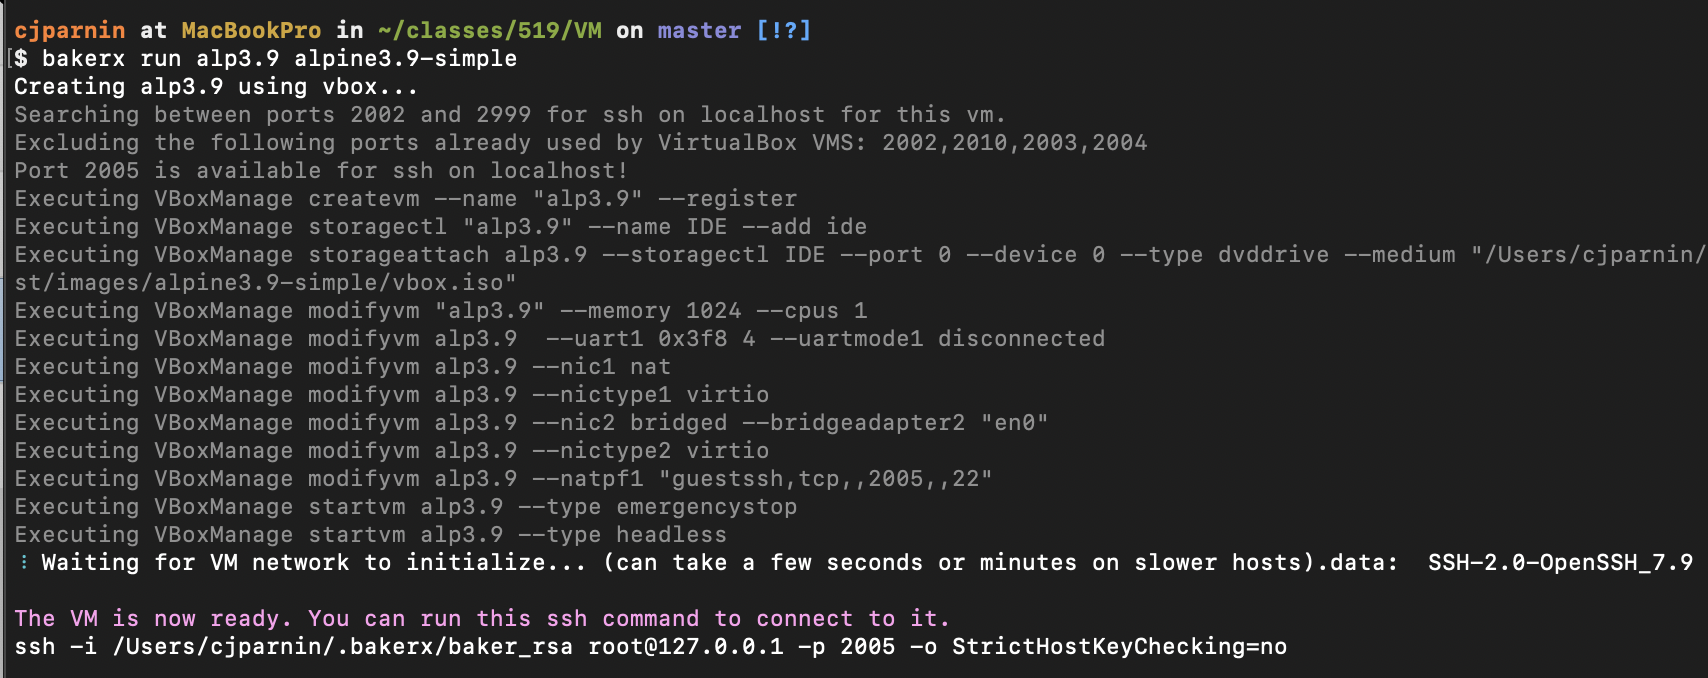 cjparnin at MacBookPro in ~/classes/519/VM on master [!?]
[$ bakerx run alp3.9 alpine3.9-simple
Creating alp3.9 using vbox...
Searching between ports 2002 and 2999 for ssh on localhost for this vm.
Excluding the following ports already used by VirtualBox VMS: 2002,2010,2003,2004
Port 2005 is available for ssh on localhost!
Executing VBoxManage createvm --name "alp3.9" --register
Executing VBoxManage storagectl "alp3.9" --name IDE --add ide
Executing VBoxManage storageattach alp3.9 --storagectl IDE --port 0 --device 0 --type dvddrive --medium "/Users/cjparnin/
st/images/alpine3.9-simple/vbox.iso"
Executing VBoxManage modifyvm "alp3.9" --memory 1024 --cpus 1
Executing VBoxManage modifyvm alp3.9  --uart1 0x3f8 4 --uartmode1 disconnected
Executing VBoxManage modifyvm alp3.9 --nic1 nat
Executing VBoxManage modifyvm alp3.9 --nictype1 virtio
Executing VBoxManage modifyvm alp3.9 --nic2 bridged --bridgeadapter2 "en0"
Executing VBoxManage modifyvm alp3.9 --nictype2 virtio
Executing VBoxManage modifyvm alp3.9 --natpf1 "guestssh,tcp,,2005,,22"
Executing VBoxManage startvm alp3.9 --type emergencystop
Executing VBoxManage startvm alp3.9 --type headless
⠇Waiting for VM network to initialize... (can take a few seconds or minutes on slower hosts).data:  SSH-2.0-OpenSSH_7.9
The VM is now ready. You can run this ssh command to connect to it.
ssh -i /Users/cjparnin/.bakerx/baker_rsa root@127.0.0.1 -p 2005 -o StrictHostKeyChecking=no